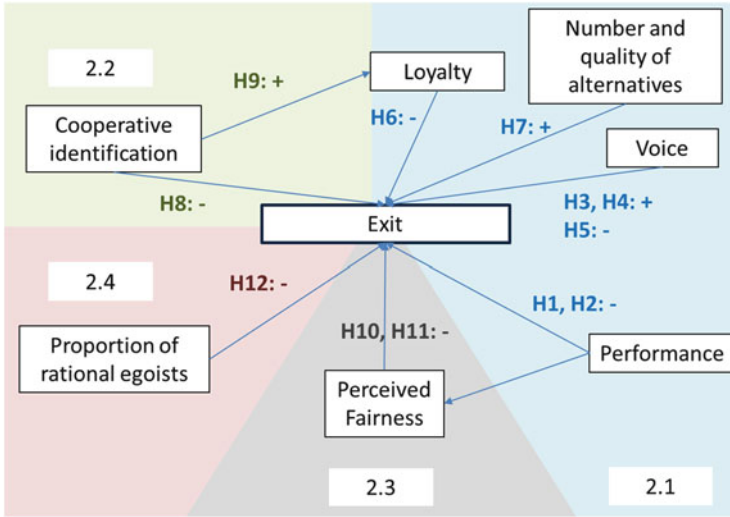 2.2
H9: +
Loyalty
Number and
quality of
alternatives
Cooperative
identification
H6: -
H7: +
Voice
H8: -
Exit
H3, H4: +
H5: -
2.4
H12: -
H1, H2: -
H10, H11: -
Proportion of
rational egoists
Perceived
Fairness
Performance
2.3
2.1